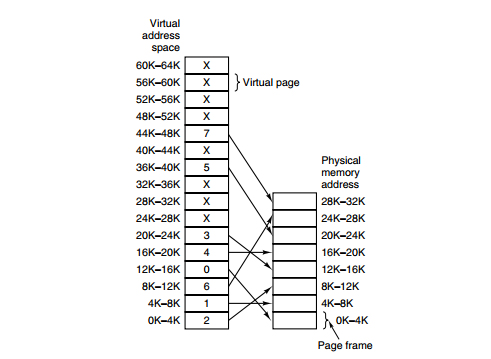 Virtual
address
space
60K–64K X
56K–60K X Virtual page
52K–56K X
48K–52K X
44K–48K 7
40K–44K X
36K–40K 5
32K–36K X
28K–32K X
24K–28K X
20K–24K 3
16K–20K 4
12K–16K 0
8K–12K 6
4K–8K 1
0K–4K 2
Physical
memory
address
28K–32K
24K–28K
20K–24K
16K–20K
12K–16K
8K–12K
4K–8K
0K–4K
Page frame